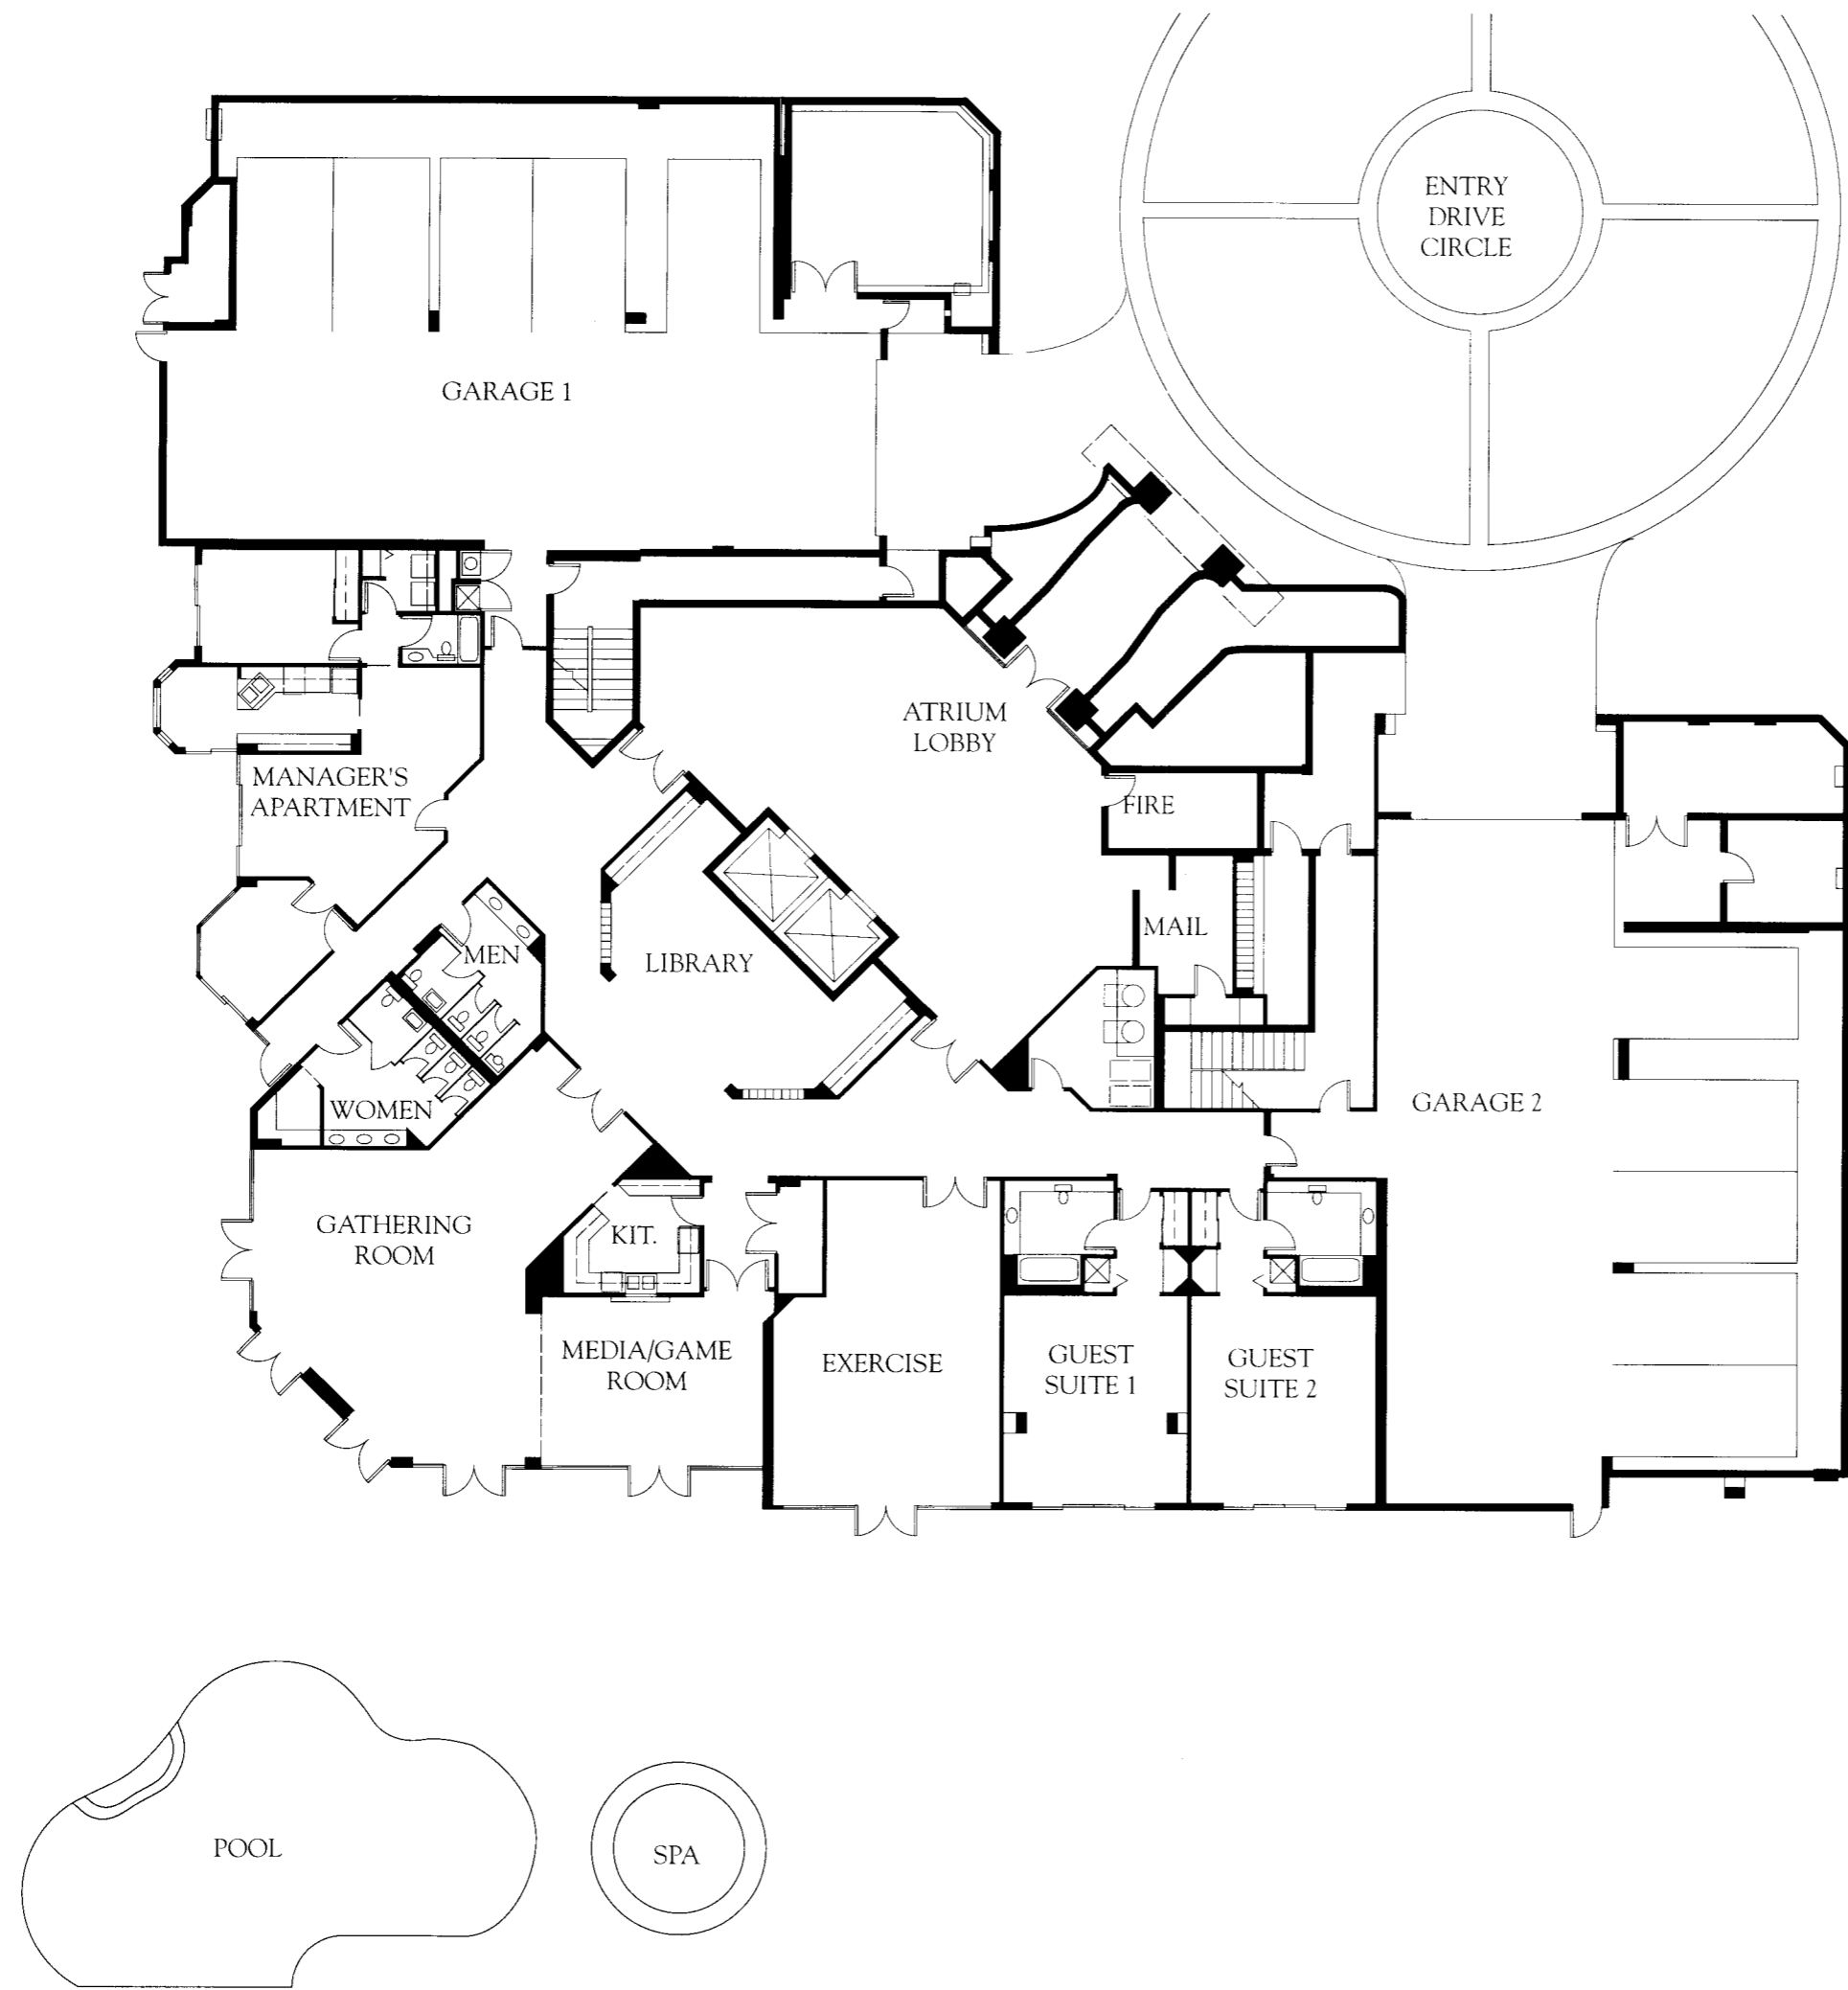 ENTRY
DRIVE
CIRCLE
GARAGE 1
ATRIUM
LOBBY
MANAGER'S
APARTMENT
FIRE
MAIL
MEN
LIBRARY
WOMEN
GARAGE 2
GATHERING
ROOM
KIT.
MEDIA/GAME
ROOM
EXERCISE
GUEST
SUITE 1
GUEST
SUITE 2
POOL
SPA